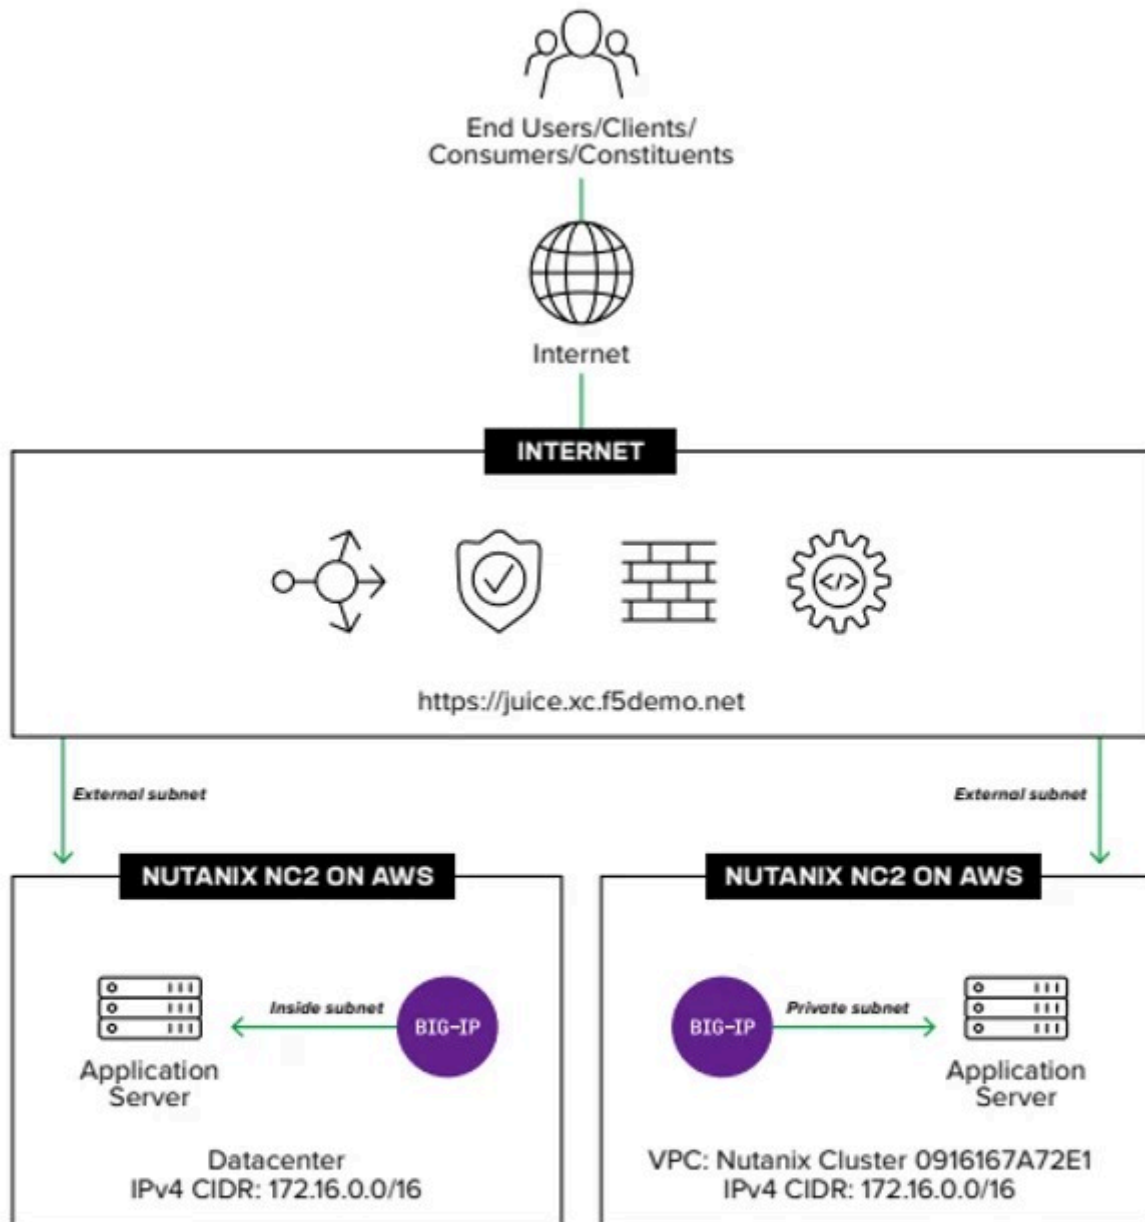 End Users/Clients/
Consumers/Constituents
Internet
INTERNET
</>
https://juice.xc.f5demo.net
External subnet
External subnet
NUTANIX NC2 ON AWS
Inside subnet
BIG-IP
Application
Server
Datacenter
IPv4 CIDR: 172.16.0.0/16
NUTANIX NC2 ON AWS
BIG-IP
Private subnet
Application
Server
VPC: Nutanix Cluster 0916167A72E1
IPv4 CIDR: 172.16.0.0/16